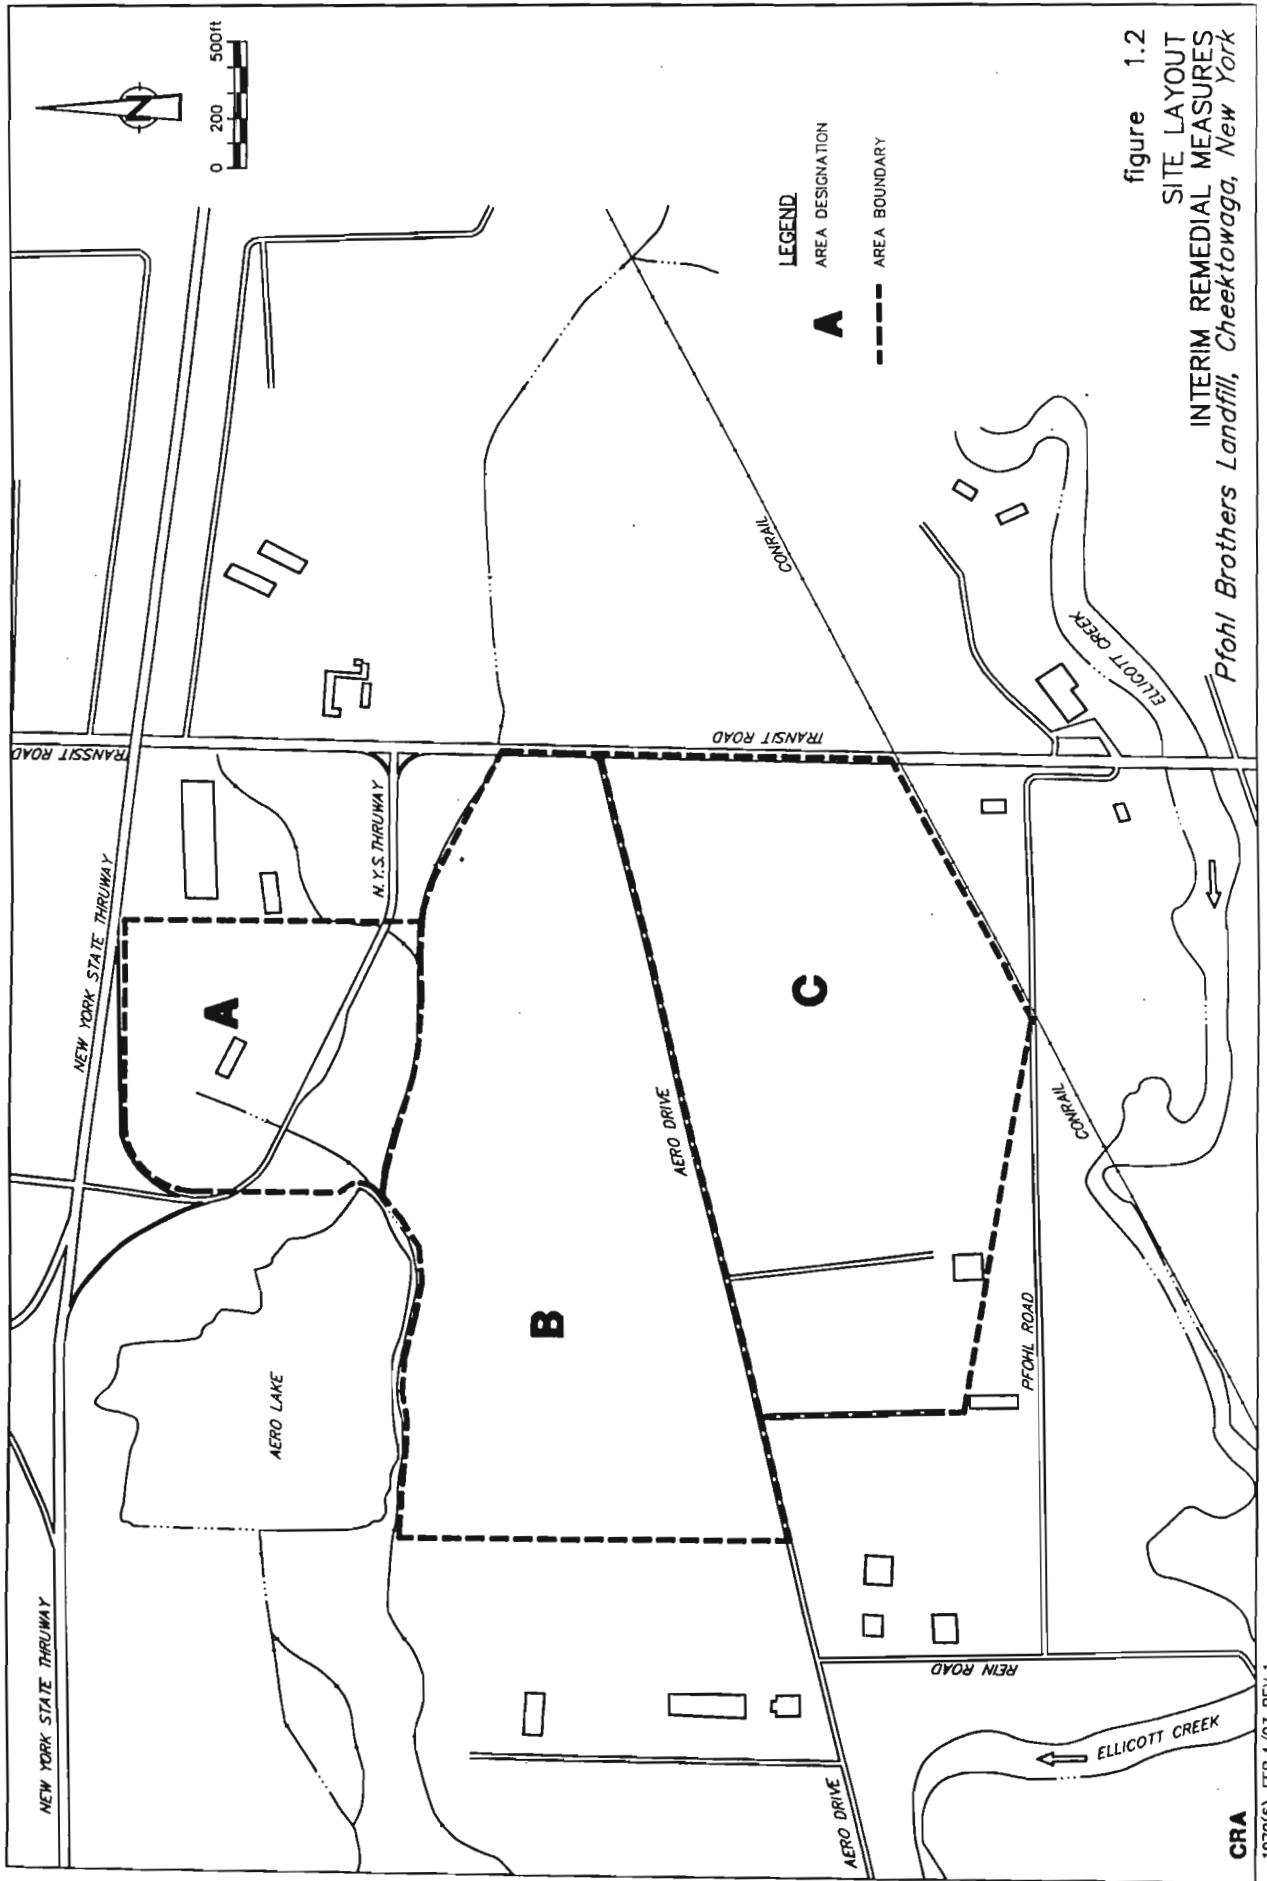 NEW YORK STATE THRUWAY
NEW YORK STATE THRUWAY
TRANSSIT ROAD
N
0 200 500ft
A
N.Y.S. THRUWAY
AERO LAKE
B
AERO DRIVE
TRANSIT ROAD
C
CONRAIL
LEGEND
A AREA DESIGNATION
AREA BOUNDARY
AERO DRIVE
REIN ROAD
PFOHL ROAD
CONRAIL
ELLICOTT CREEK
ELLICOTT CREEK
figure 1.2
SITE LAYOUT
INTERIM REMEDIAL MEASURES
Pfohl Brothers Landfill, Cheektowaga, New York
CRA